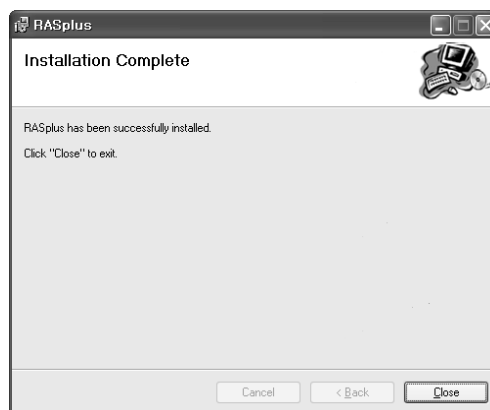 RASplus
Installation Complete
RASplus has been successfully installed.
Click "Close" to exit.
Cancel
< Back
Close